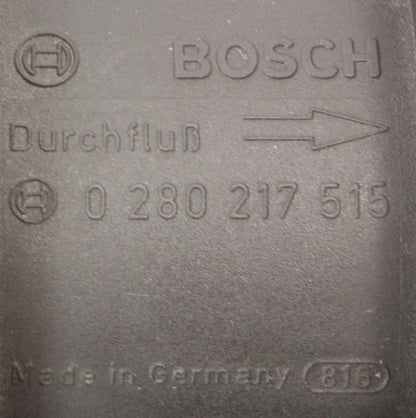 BOSCH
Durchfluß
0 280 217 515
Made in Germany 816